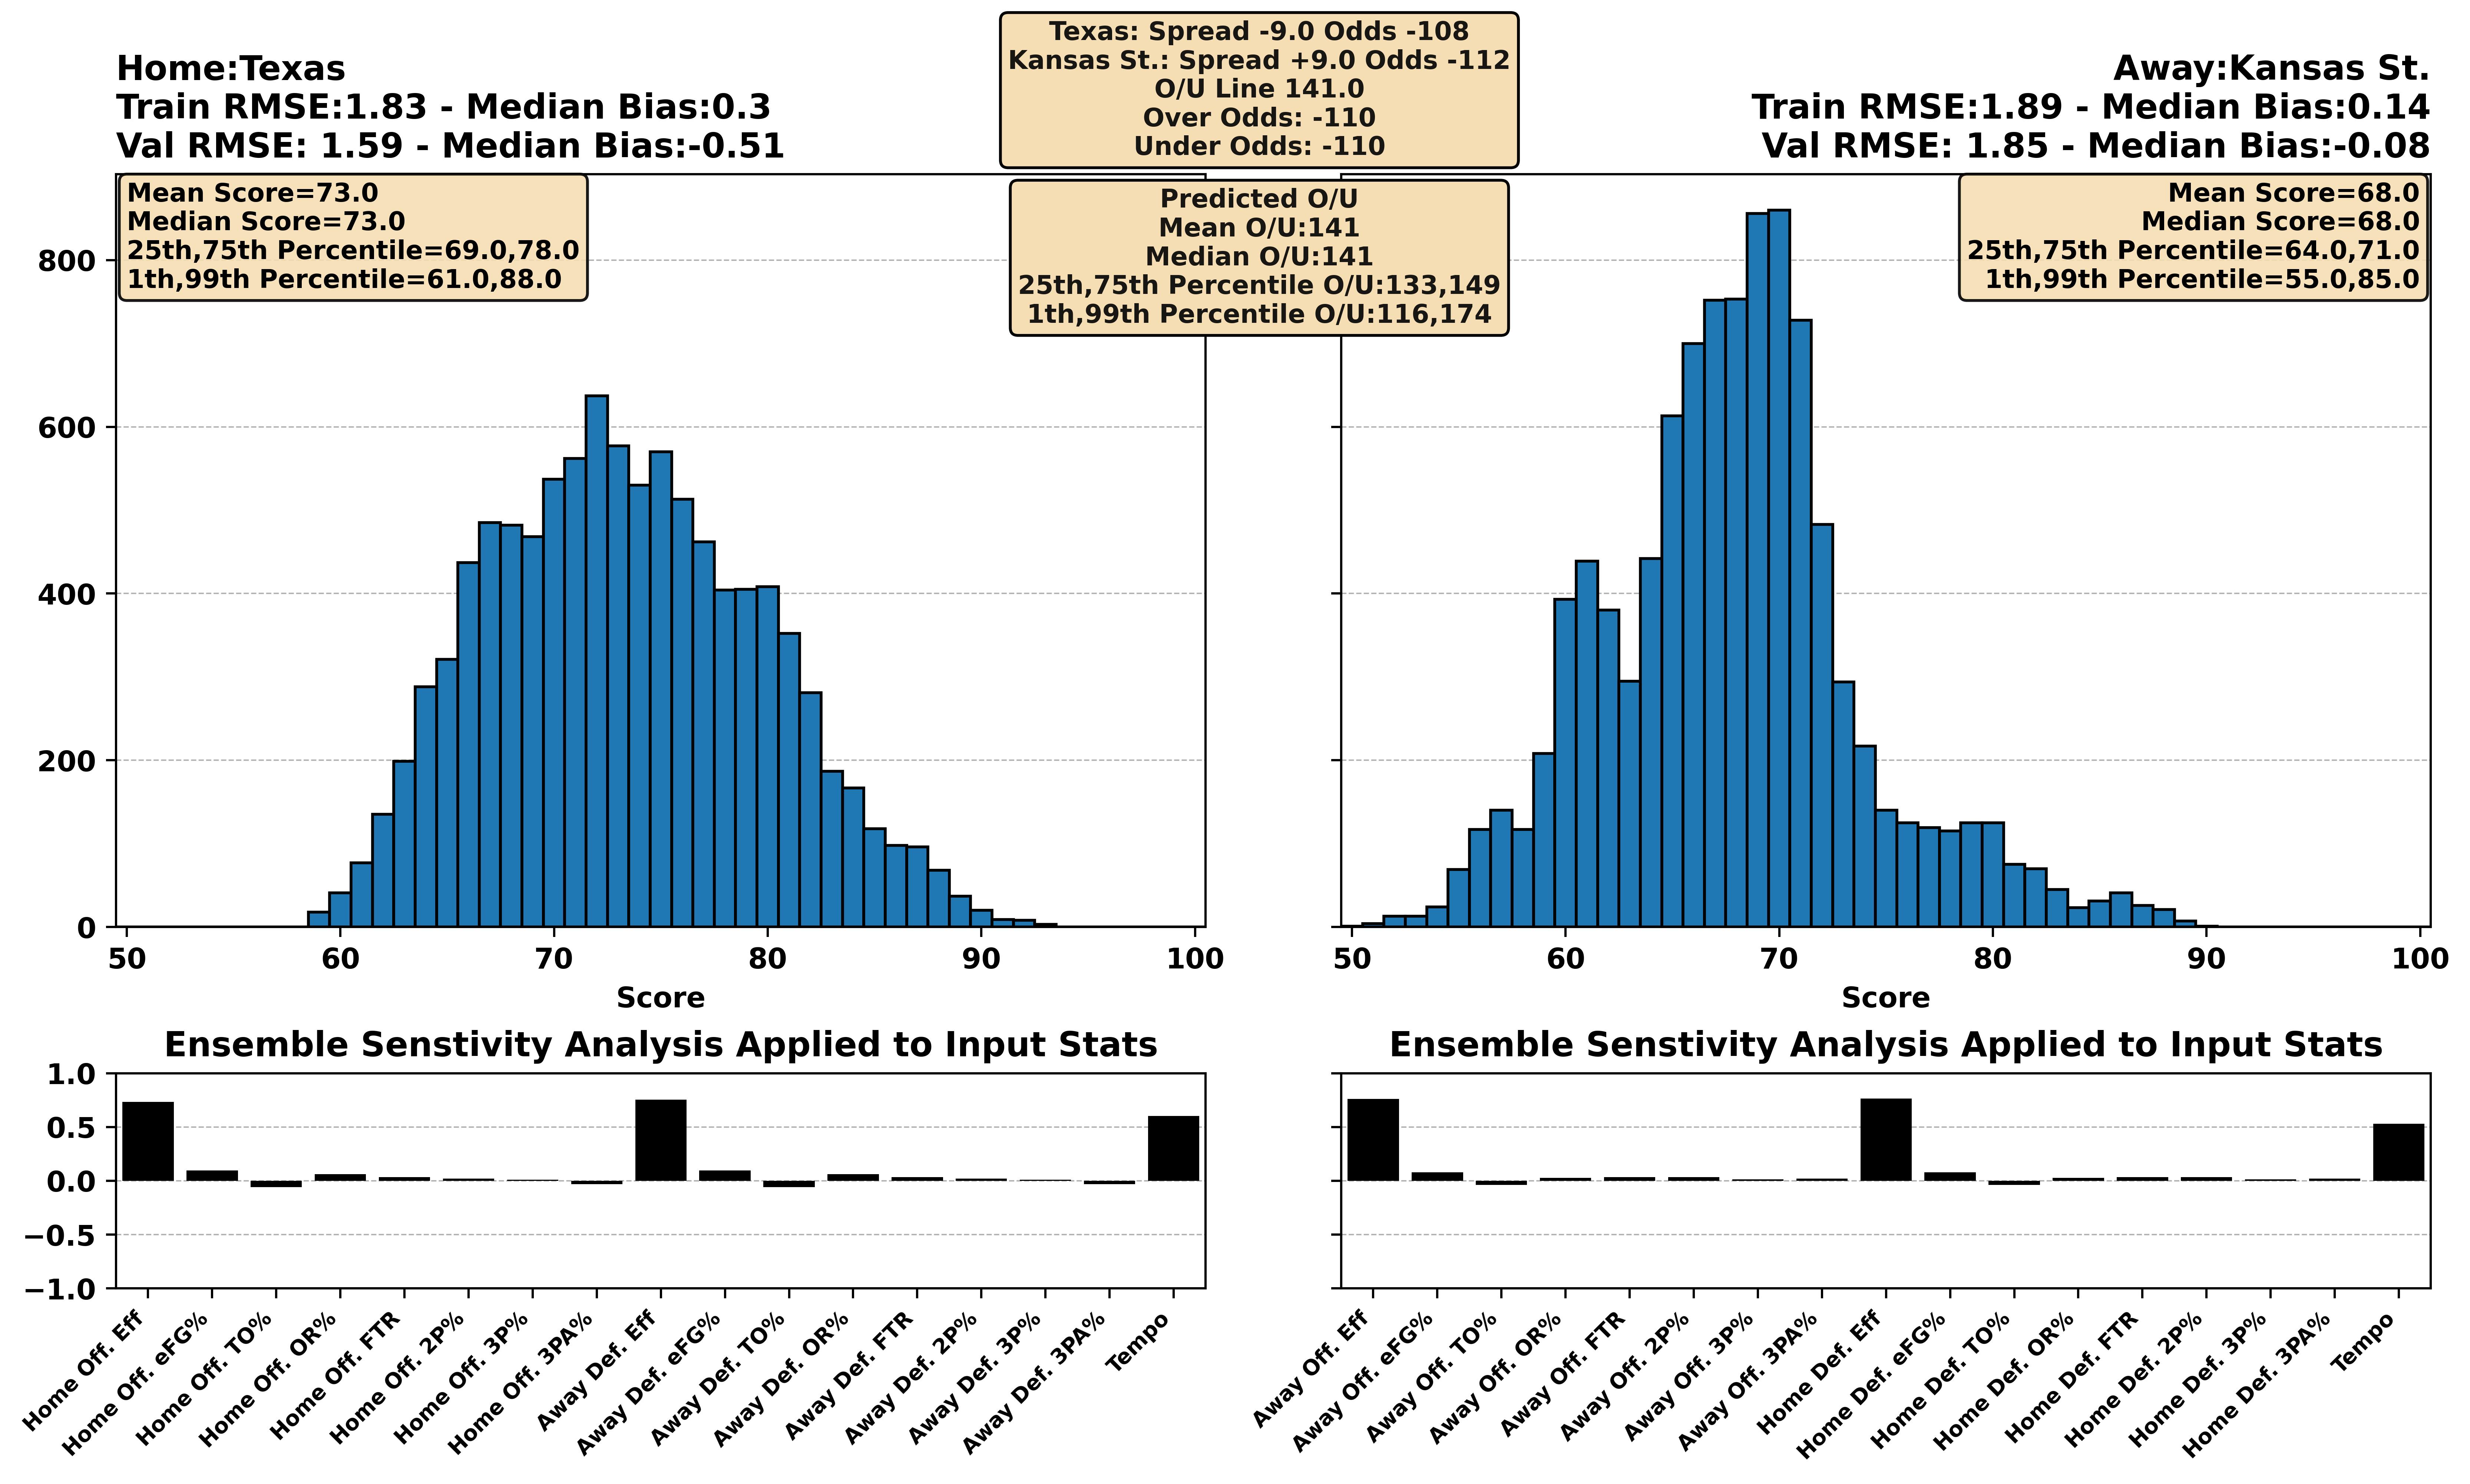 Texas: Spread -9.0 Odds -108
Kansas St.: Spread +9.0 Odds -112
O/U Line 141.0
Over Odds: -110
Under Odds: -110
Home:Texas
Train RMSE:1.83 - Median Bias:0.3
Val RMSE: 1.59 - Median Bias:-0.51
Away:Kansas St.
Train RMSE:1.89 - Median Bias:0.14
Val RMSE: 1.85 - Median Bias:-0.08
Mean Score=73.0
Median Score=73.0
25th,75th Percentile=69.0,78.0
1th,99th Percentile=61.0,88.0
Predicted O/U
Mean O/U:141
Median O/U:141
25th,75th Percentile O/U:133,149
1th,99th Percentile O/U:116,174
Mean Score=68.0
Median Score=68.0
25th,75th Percentile=64.0,71.0
1th,99th Percentile=55.0,85.0
800
600
400
200
0
50 60 70 80 90 100
Score
50 60 70 80 90 100
Score
Ensemble Senstivity Analysis Applied to Input Stats
Ensemble Senstivity Analysis Applied to Input Stats
1.0
0.5
0.0
−0.5
−1.0
Home Off. Eff
Home Off. eFG%
Home Off. TO%
Home Off. OR%
Home Off. FTR
Home Off. 2P%
Home Off. 3P%
Home Off. 3PA%
Away Def. Eff
Away Def. eFG%
Away Def. TO%
Away Def. OR%
Away Def. FTR
Away Def. 2P%
Away Def. 3P%
Away Def. 3PA%
Tempo
Away Off. Eff
Away Off. eFG%
Away Off. TO%
Away Off. OR%
Away Off. FTR
Away Off. 2P%
Away Off. 3P%
Away Off. 3PA%
Home Def. Eff
Home Def. eFG%
Home Def. TO%
Home Def. OR%
Home Def. FTR
Home Def. 2P%
Home Def. 3P%
Home Def. 3PA%
Tempo